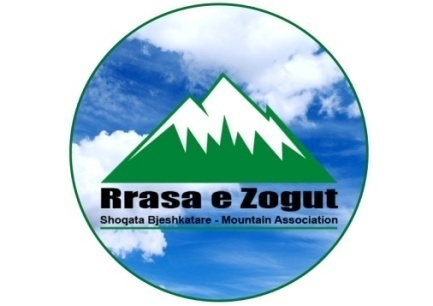 Rrasa e Zogut
Shoqata Bjeshkatare - Mountain Association